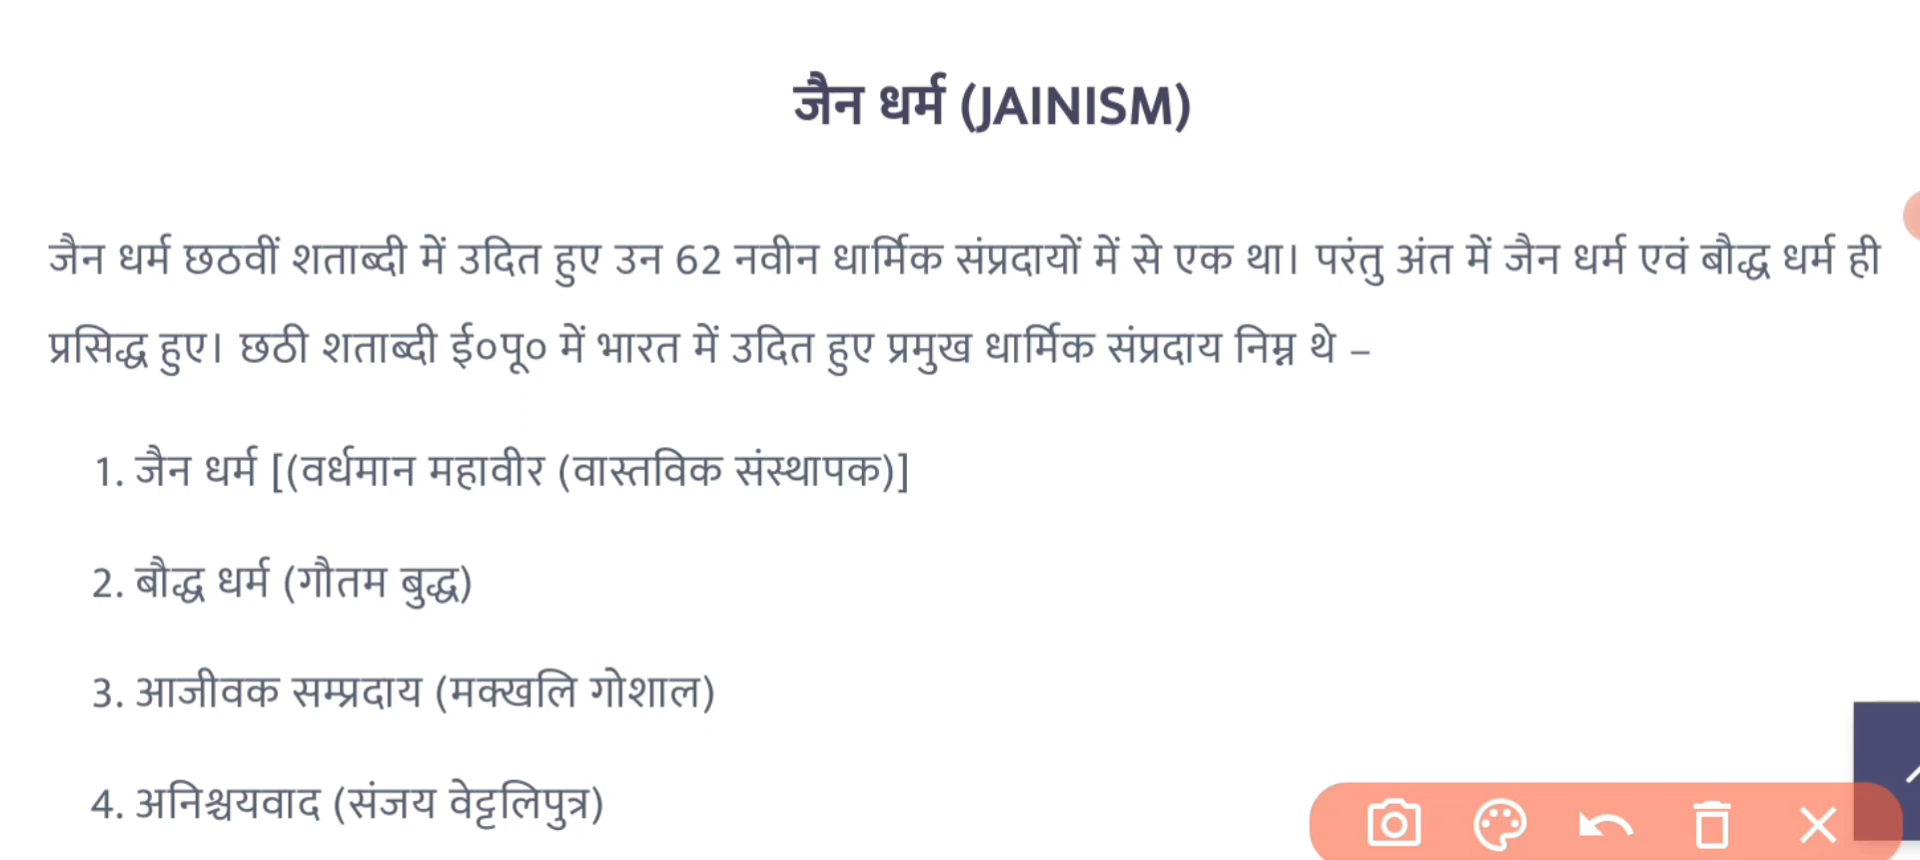 जैन धर्म (JAINISM)
जैन धर्म छठवीं शताब्दी में उदित हुए उन 62 नवीन धार्मिक संप्रदायों में से एक था। परंतु अंत में जैन धर्म एवं बौद्ध धर्म ही
प्रसिद्ध हुए। छठी शताब्दी ई०पू० में भारत में उदित हुए प्रमुख धार्मिक संप्रदाय निम्न थे –
1. जैन धर्म [(वर्धमान महावीर (वास्तविक संस्थापक)]
2. बौद्ध धर्म (गौतम बुद्ध)
3. आजीवक सम्प्रदाय (मक्खलि गोशाल)
4. अनिश्चयवाद (संजय वेट्टलिपुत्र)